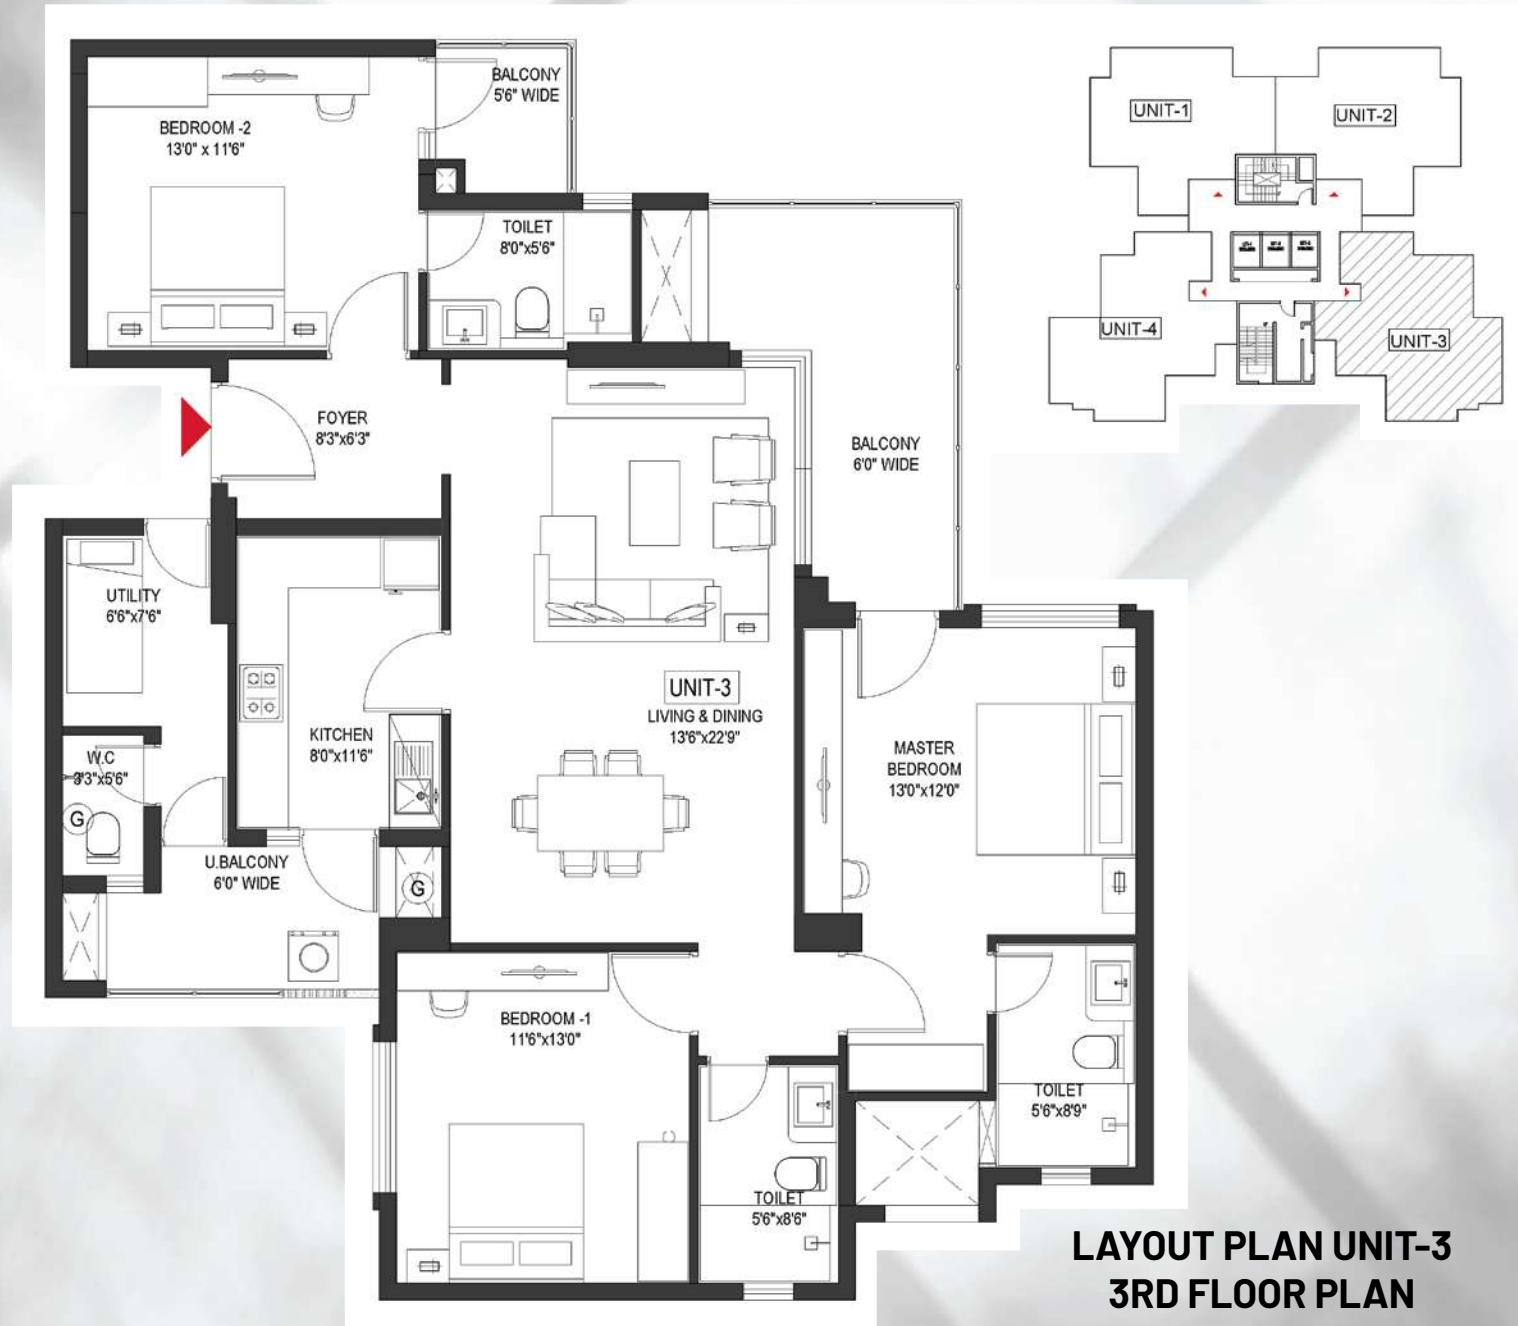 BALCONY
5'6" WIDE
BEDROOM -2
13'0" x 11'6"
TOILET
8'0"x5'6"
FOYER
8'3"x6'3"
BALCONY
6'0" WIDE
UTILITY
6'6"x7'6"
UNIT-3
LIVING & DINING
13'6"x22'9"
KITCHEN
8'0"x11'6"
MASTER
BEDROOM
13'0"x12'0"
W.C
3'3"x5'6"
G
U.BALCONY
6'0" WIDE
G
BEDROOM -1
11'6"x13'0"
TOILET
5'6"x8'9"
TOILET
5'6"x8'6"
UNIT-1
UNIT-2
UNIT-4
UNIT-3
LAYOUT PLAN UNIT-3
3RD FLOOR PLAN